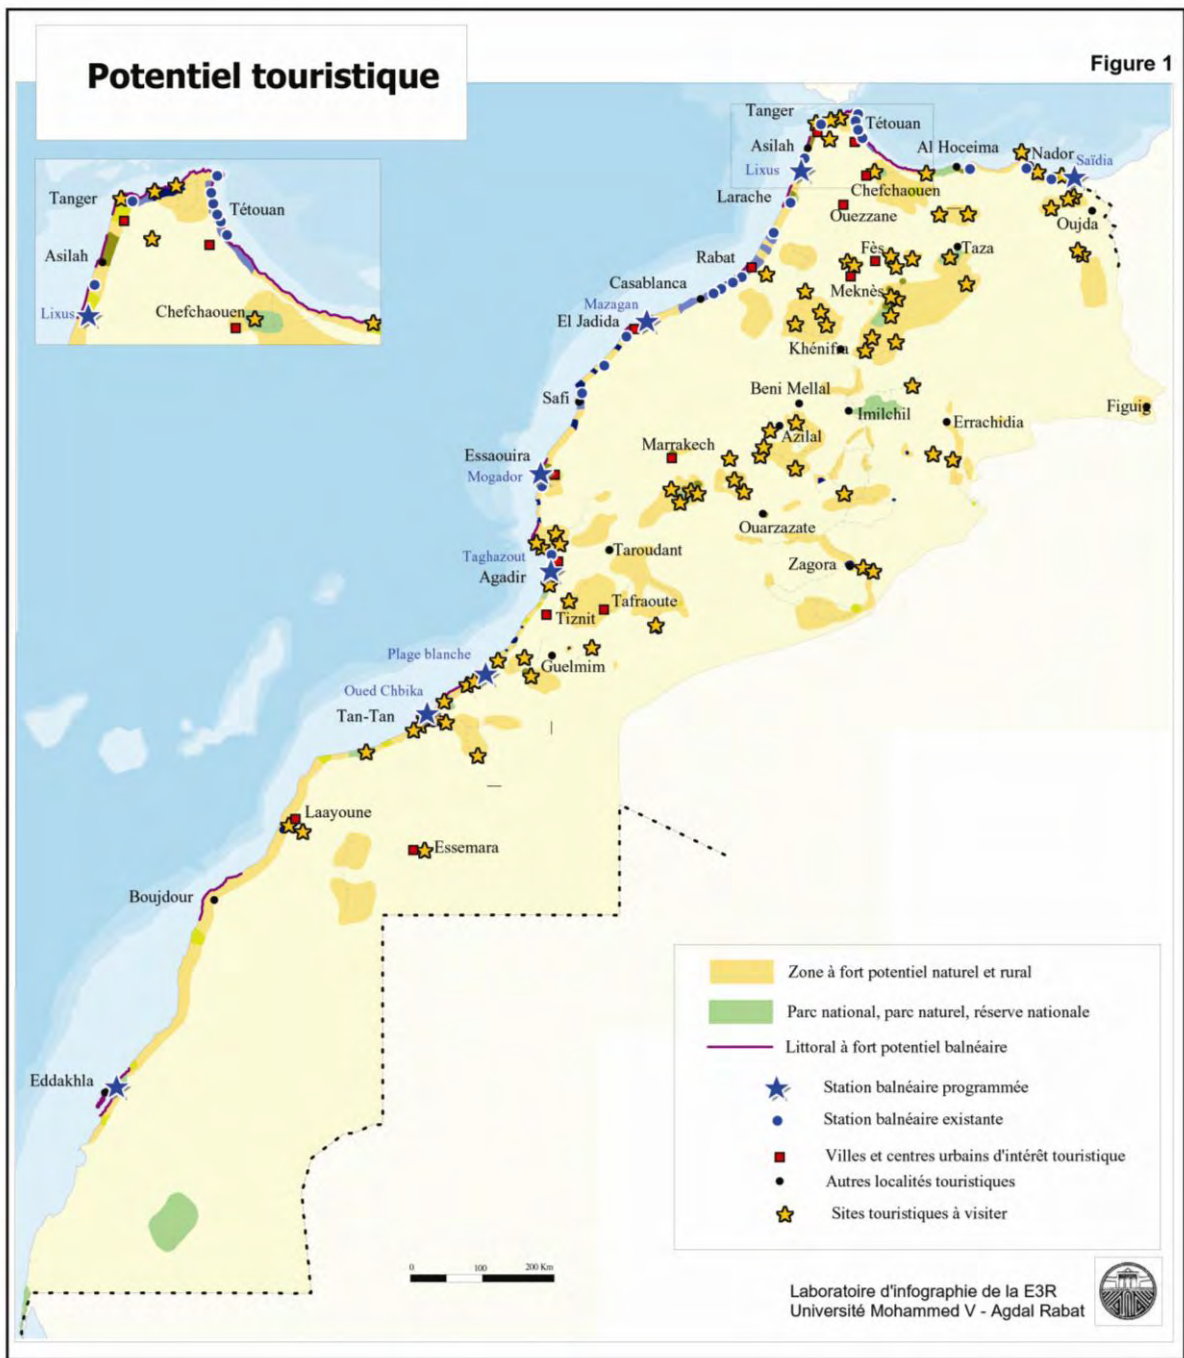 Potentiel touristique
Figure 1
Tanger
Tétouan
Asilah
Lixus
Chefchaouen
Tanger
Tétouan
Asilah
Al Hoceima
Nador
Saïdia
Lixus
Chefchaouen
Larache
Ouezzane
Oujda
Rabat
Fès
Taza
Casablanca
Meknès
Mazagan
El Jadida
Khénifra
Safi
Beni Mellal
Imilchil
Figuig
Azilal
Errachidia
Essaouira
Marrakech
Mogador
Ouarzazate
Taghazout
Taroudant
Agadir
Zagora
Tafraoute
Tiznit
Plage blanche
Guelmim
Oued Chbika
Tan-Tan
Laayoune
Essemara
Boujdour
Eddakhla
Zone à fort potentiel naturel et rural
Parc national, parc naturel, réserve nationale
Littoral à fort potentiel balnéaire
Station balnéaire programmée
Station balnéaire existante
Villes et centres urbains d'intérêt touristique
Autres localités touristiques
Sites touristiques à visiter
0 100 200 Km
Laboratoire d'infographie de la E3R
Université Mohammed V - Agdal Rabat